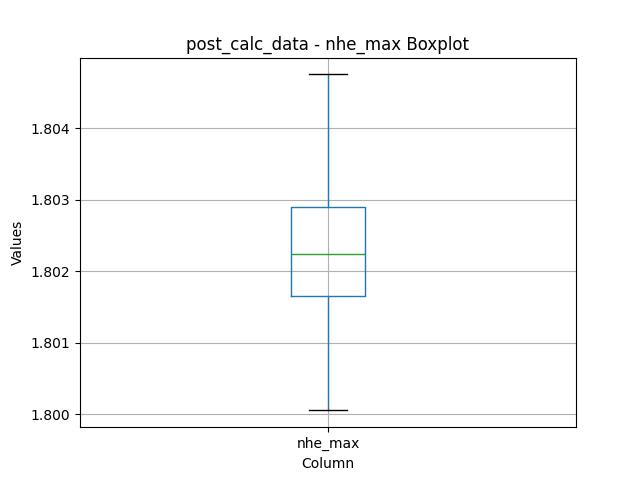 post_calc_data - nhe_max Boxplot
1.804
1.803
1.802
1.801
1.800
Values
nhe_max
Column